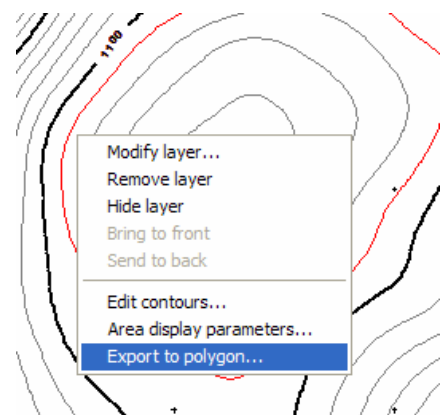 1100
Modify layer...
Remove layer
Hide layer
Bring to front
Send to back
Edit contours...
Area display parameters...
Export to polygon...